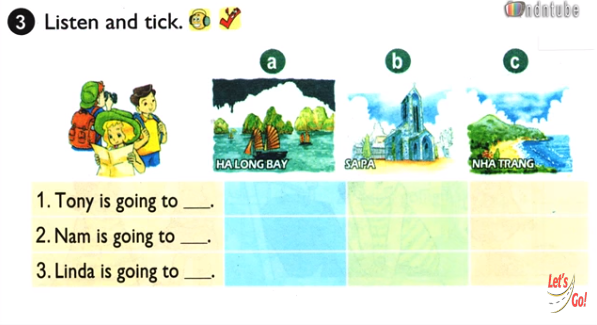 3 Listen and tick.
ndntube
a b c
HA LONG BAY SA PA NHA TRANG
1. Tony is going to ___.
2. Nam is going to ___.
3. Linda is going to ___.
Let's
Go!